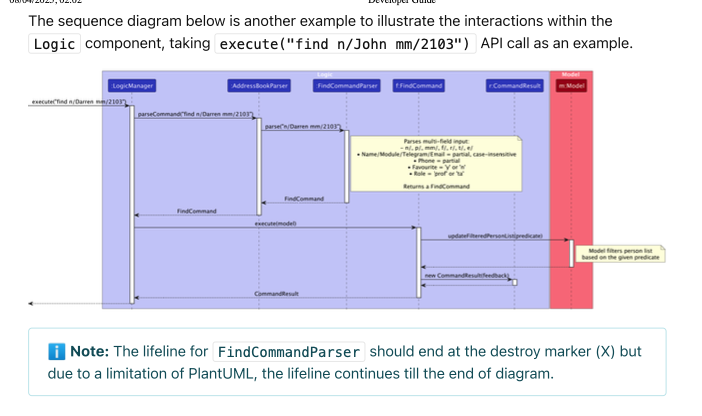 Developer Guide
The sequence diagram below is another example to illustrate the interactions within the
Logic component, taking execute("find n/John mm/2103") API call as an example.
Logic
Model
LogicManager
:AddressBookParser
:FindCommandParser
f:FindCommand
r:CommandResult
m:Model
execute("find n/Darren mm/2103")
parseCommand("find n/Darren mm/2103")
parse("n/Darren mm/2103")
Parses multi-field input:
- n/, p/, mm/, f/, r/, t/, e/
• Name/Module/Telegram/Email = partial, case-insensitive
• Phone = partial
• Favourite = 'y' or 'n'
• Role = 'prof' or 'ta'
Returns a FindCommand
FindCommand
FindCommand
execute(model)
updateFilteredPersonList(predicate)
Model filters person list
based on the given predicate
new CommandResult(feedback)
CommandResult
Note: The lifeline for FindCommandParser should end at the destroy marker (X) but
due to a limitation of PlantUML, the lifeline continues till the end of diagram.